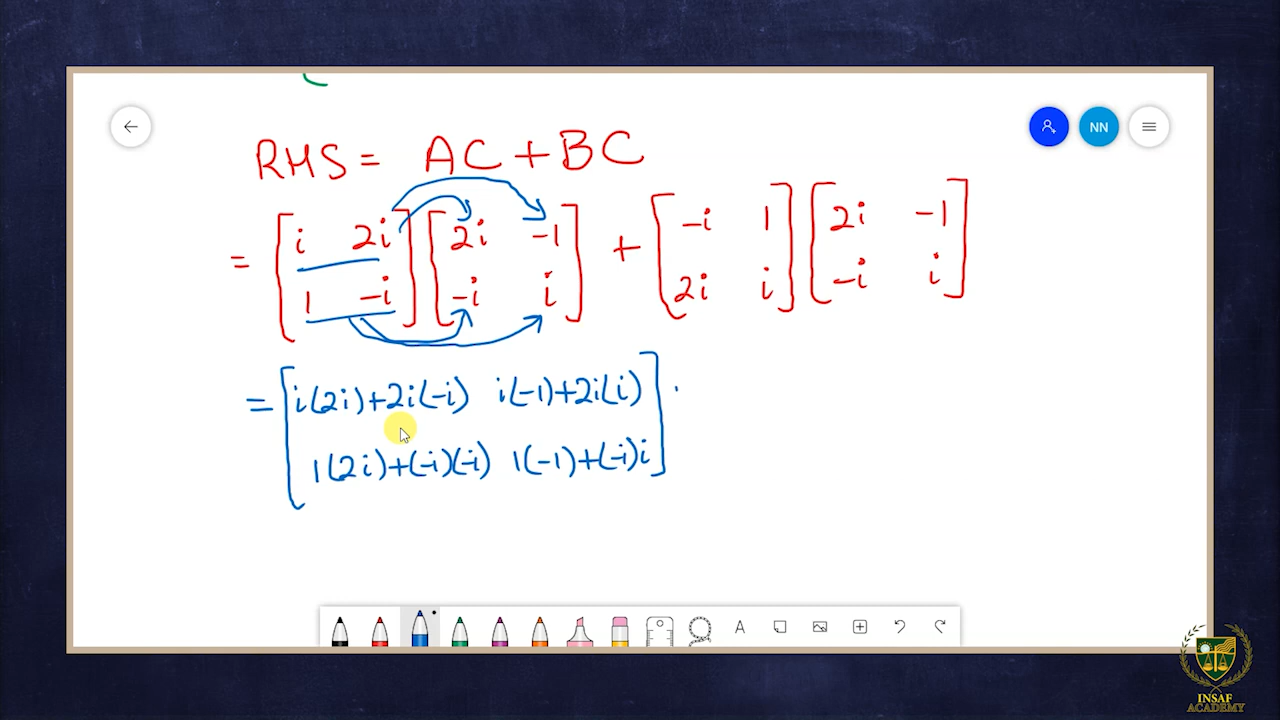 NN
RHS = AC + BC
= [ i 2i ] [ 2i -1 ] + [ -i 1 ] [ 2i -1 ]
[ 1 -i ] [ -i i ] [ 2i i ] [ -i i ]
= [ i(2i)+2i(-i) i(-1)+2i(i) ]
[ 1(2i)+(-i)(-i) 1(-1)+(-i)i ]
A
INSAF
ACADEMY